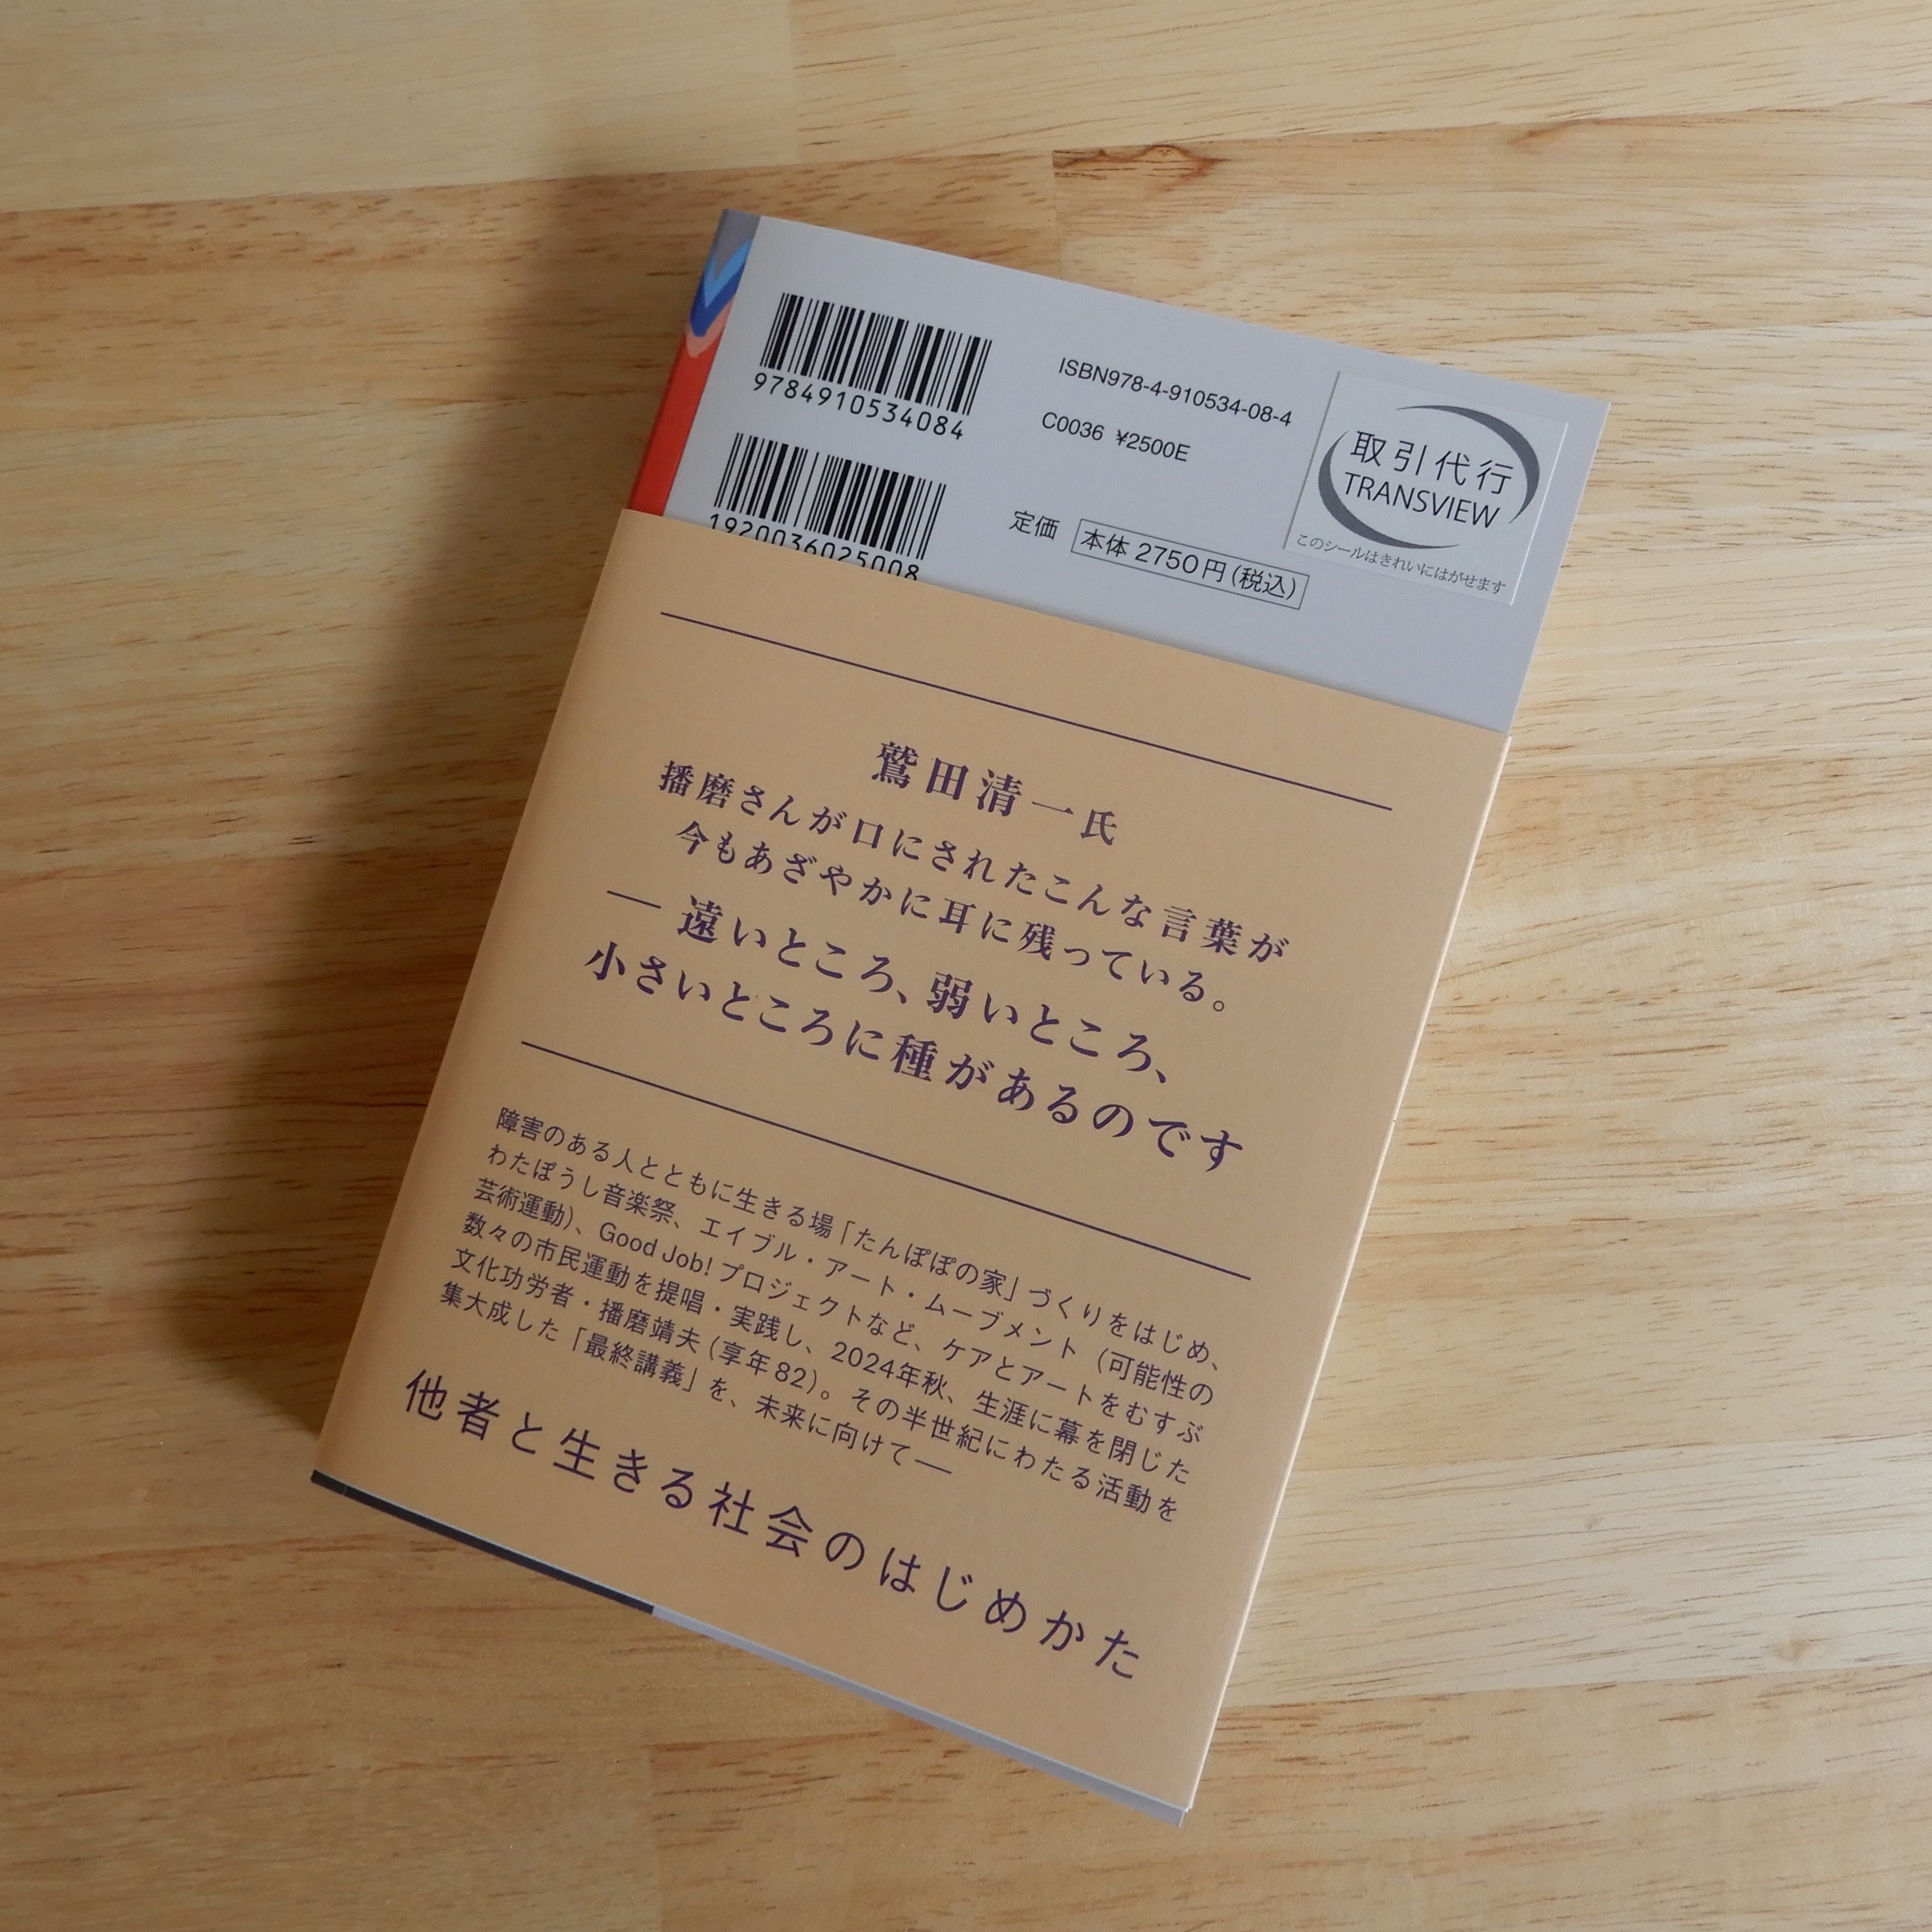 9784910534084
1920036025008
ISBN978-4-910534-08-4
C0036 ¥2500E
定価 本体 2750円(税込)
取引代行
TRANSVIEW
このシールはきれいにはがせます
鷲田清一氏
播磨さんが口にされたこんな言葉が
今もあざやかに耳に残っている。
― 遠いところ、弱いところ、
小さいところに種があるのです
障害のある人とともに生きる場「たんぽぽの家」づくりをはじめ、
わたぼうし音楽祭、エイブル・アート・ムーブメント（可能性の
芸術運動）、Good Job! プロジェクトなど、ケアとアートをむすぶ
数々の市民運動を提唱・実践し、2024年秋、生涯に幕を閉じた
文化功労者・播磨靖夫（享年82）。その半世紀にわたる活動を
集大成した「最終講義」を、未来に向けて―
他者と生きる社会のはじめかた